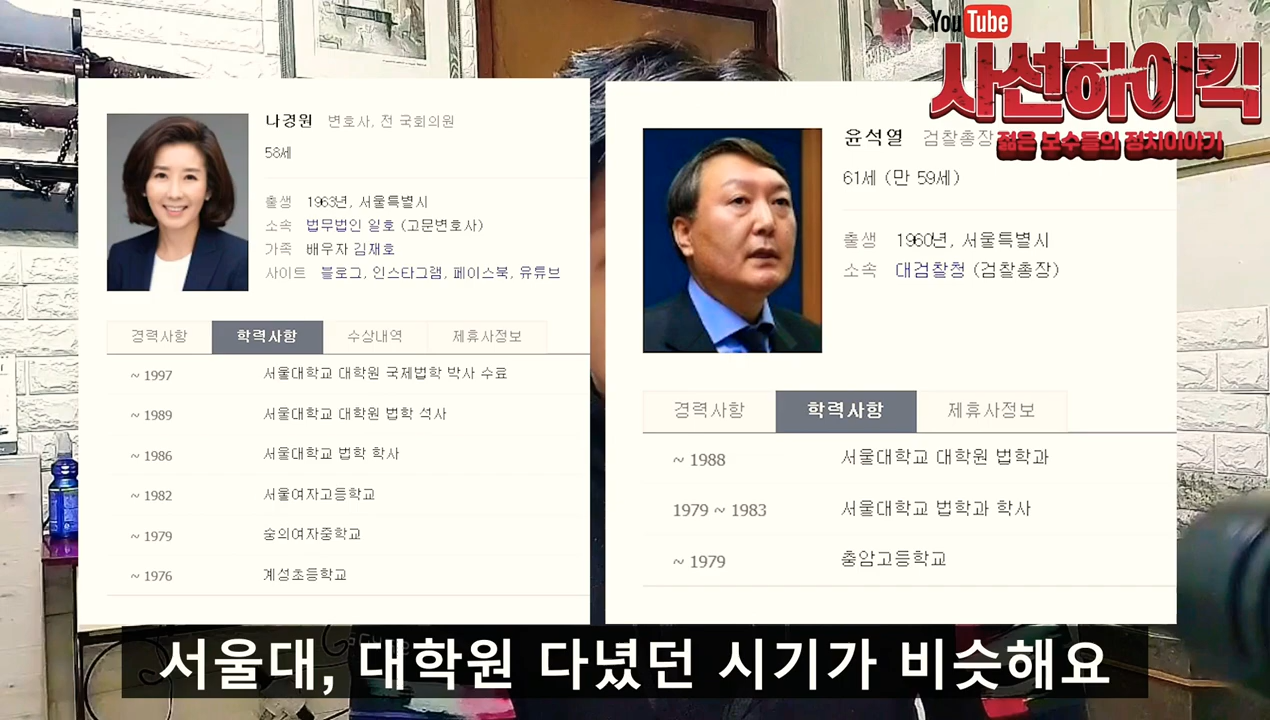 YouTube
사선하이킥
젊은 보수들의 정치이야기
나경원 변호사, 전 국회의원
58세
출생 1963년, 서울특별시
소속 법무법인 일호 (고문변호사)
가족 배우자 김재호
사이트 블로그, 인스타그램, 페이스북, 유튜브
경력사항 학력사항 수상내역 제휴사정보
~ 1997 서울대학교 대학원 국제법학 박사 수료
~ 1989 서울대학교 대학원 법학 석사
~ 1986 서울대학교 법학 학사
~ 1982 서울여자고등학교
~ 1979 숭의여자중학교
~ 1976 계성초등학교
윤석열 검찰총장
61세 (만 59세)
출생 1960년, 서울특별시
소속 대검찰청 (검찰총장)
경력사항 학력사항 제휴사정보
~ 1988 서울대학교 대학원 법학과
1979 ~ 1983 서울대학교 법학과 학사
~ 1979 충암고등학교
서울대, 대학원 다녔던 시기가 비슷해요